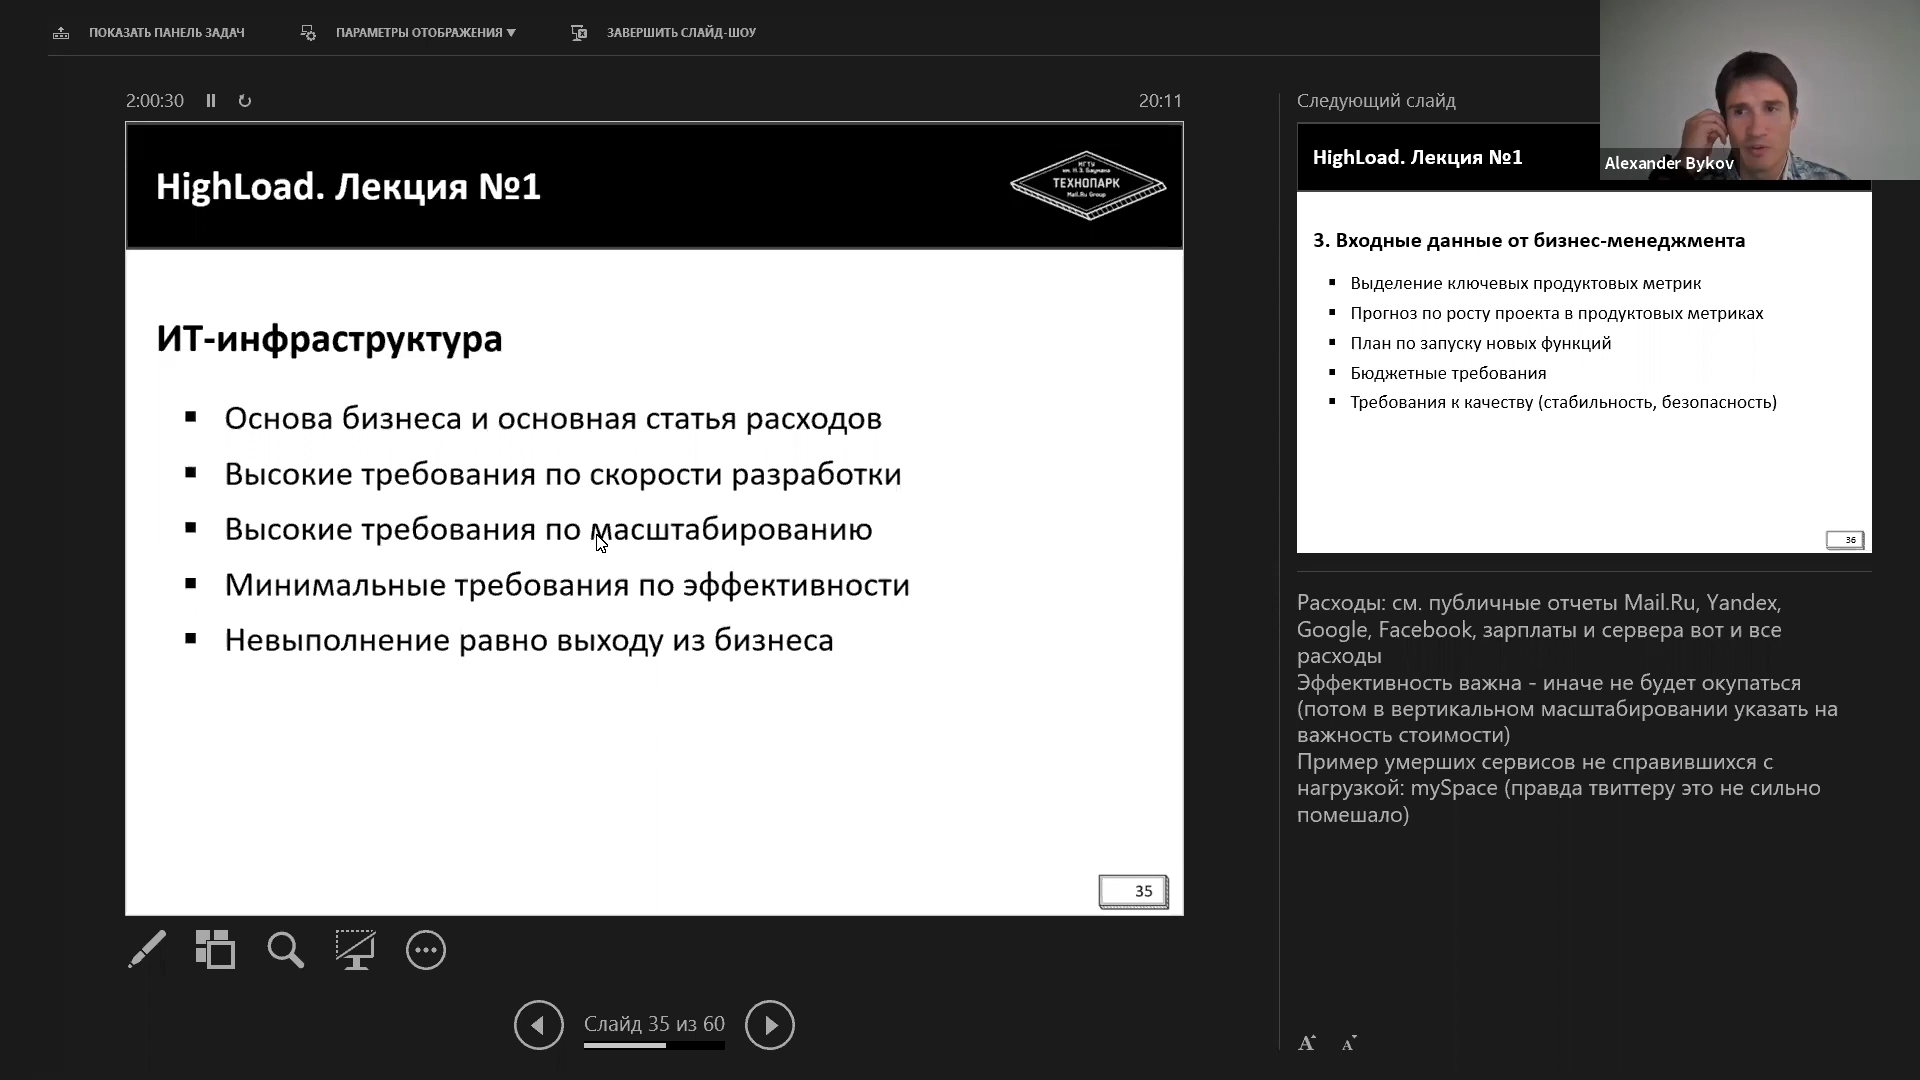 ПОКАЗАТЬ ПАНЕЛЬ ЗАДАЧ
ПАРАМЕТРЫ ОТОБРАЖЕНИЯ ▼
ЗАВЕРШИТЬ СЛАЙД-ШОУ
2:00:30
20:11
HighLoad. Лекция №1
МГТУ
им. Н.Э. Баумана
ТЕХНОПАРК
Mail.Ru Group
ИТ-инфраструктура
▪ Основа бизнеса и основная статья расходов
▪ Высокие требования по скорости разработки
▪ Высокие требования по масштабированию
▪ Минимальные требования по эффективности
▪ Невыполнение равно выходу из бизнеса
35
Слайд 35 из 60
Следующий слайд
Alexander Bykov
HighLoad. Лекция №1
3. Входные данные от бизнес-менеджмента
▪ Выделение ключевых продуктовых метрик
▪ Прогноз по росту проекта в продуктовых метриках
▪ План по запуску новых функций
▪ Бюджетные требования
▪ Требования к качеству (стабильность, безопасность)
36
Расходы: см. публичные отчеты Mail.Ru, Yandex,
Google, Facebook, зарплаты и сервера вот и все
расходы
Эффективность важна - иначе не будет окупаться
(потом в вертикальном масштабировании указать на
важность стоимости)
Пример умерших сервисов не справившихся с
нагрузкой: mySpace (правда твиттеру это не сильно
помешало)
A A